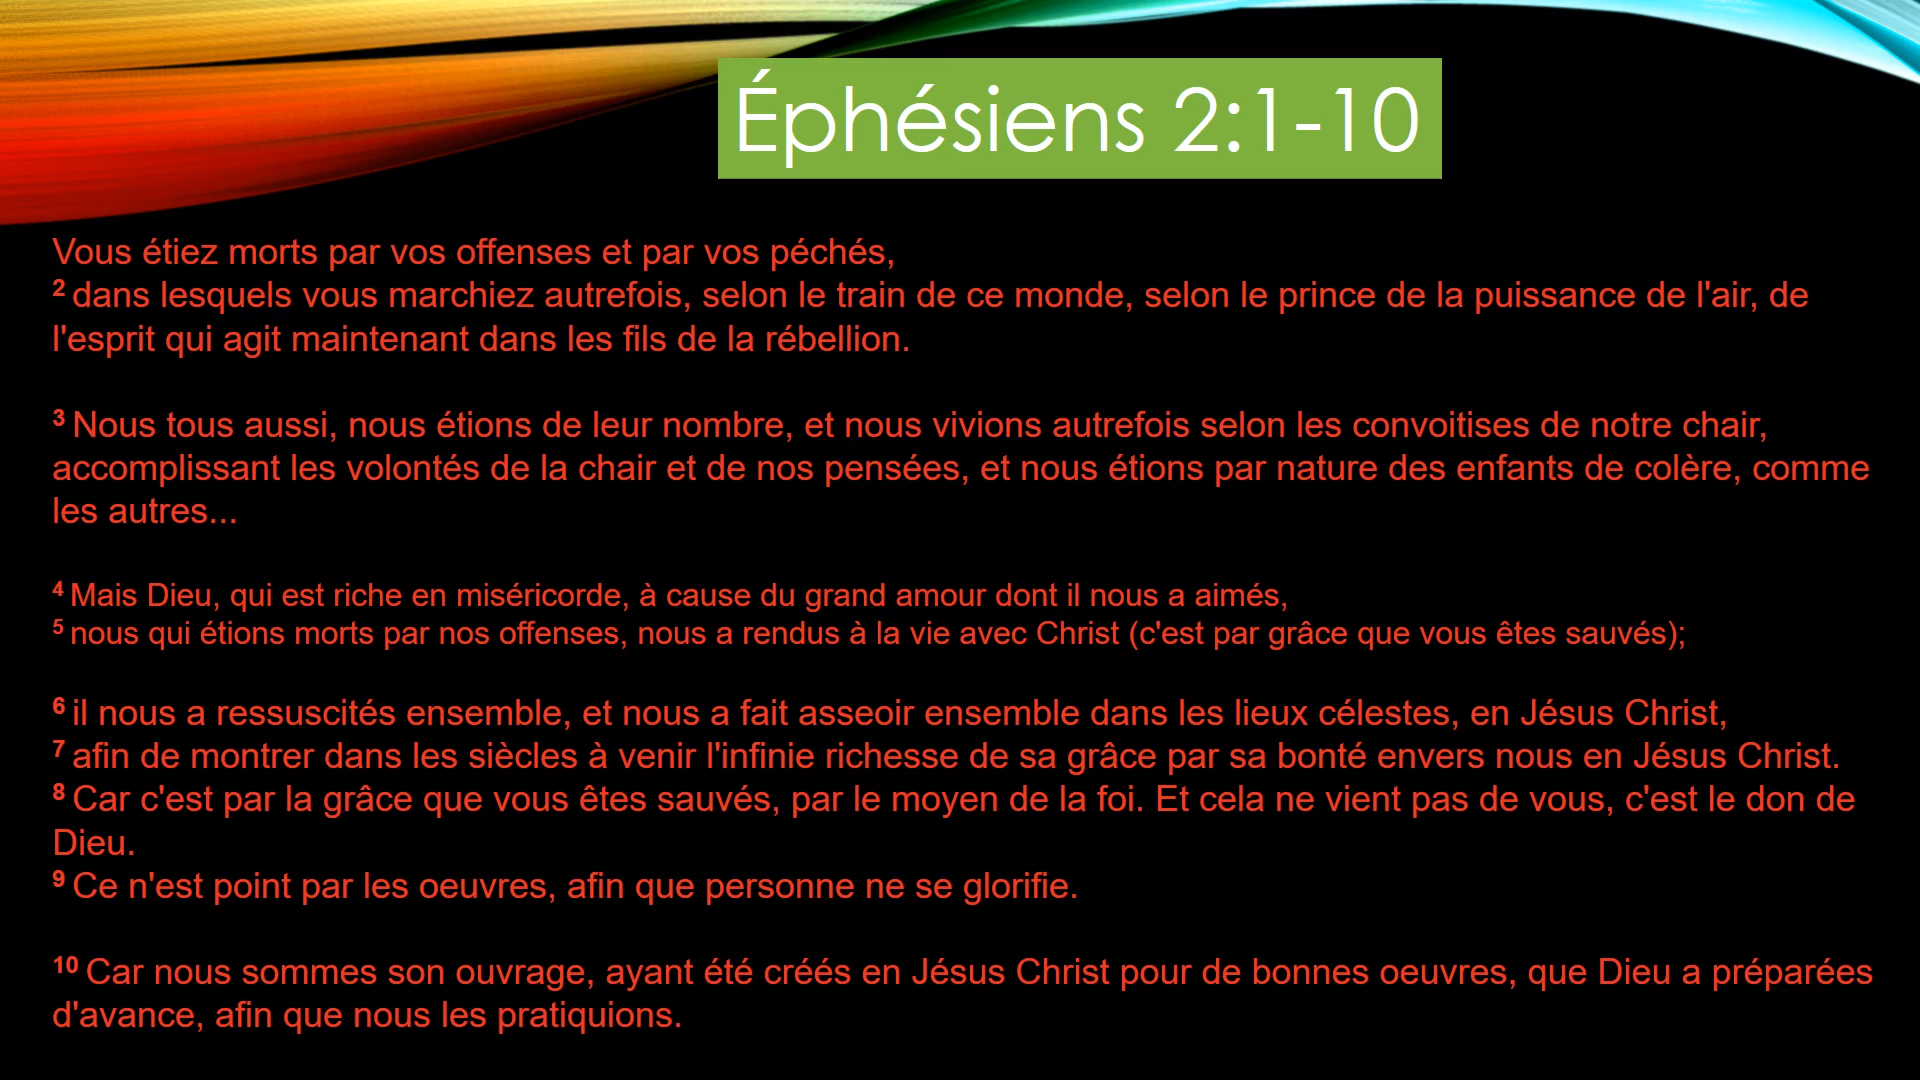 Éphésiens 2:1-10
Vous étiez morts par vos offenses et par vos péchés,
2 dans lesquels vous marchiez autrefois, selon le train de ce monde, selon le prince de la puissance de l'air, de
l'esprit qui agit maintenant dans les fils de la rébellion.
3 Nous tous aussi, nous étions de leur nombre, et nous vivions autrefois selon les convoitises de notre chair,
accomplissant les volontés de la chair et de nos pensées, et nous étions par nature des enfants de colère, comme
les autres...
4 Mais Dieu, qui est riche en miséricorde, à cause du grand amour dont il nous a aimés,
5 nous qui étions morts par nos offenses, nous a rendus à la vie avec Christ (c'est par grâce que vous êtes sauvés);
6 il nous a ressuscités ensemble, et nous a fait asseoir ensemble dans les lieux célestes, en Jésus Christ,
7 afin de montrer dans les siècles à venir l'infinie richesse de sa grâce par sa bonté envers nous en Jésus Christ.
8 Car c'est par la grâce que vous êtes sauvés, par le moyen de la foi. Et cela ne vient pas de vous, c'est le don de
Dieu.
9 Ce n'est point par les oeuvres, afin que personne ne se glorifie.
10 Car nous sommes son ouvrage, ayant été créés en Jésus Christ pour de bonnes oeuvres, que Dieu a préparées
d'avance, afin que nous les pratiquions.